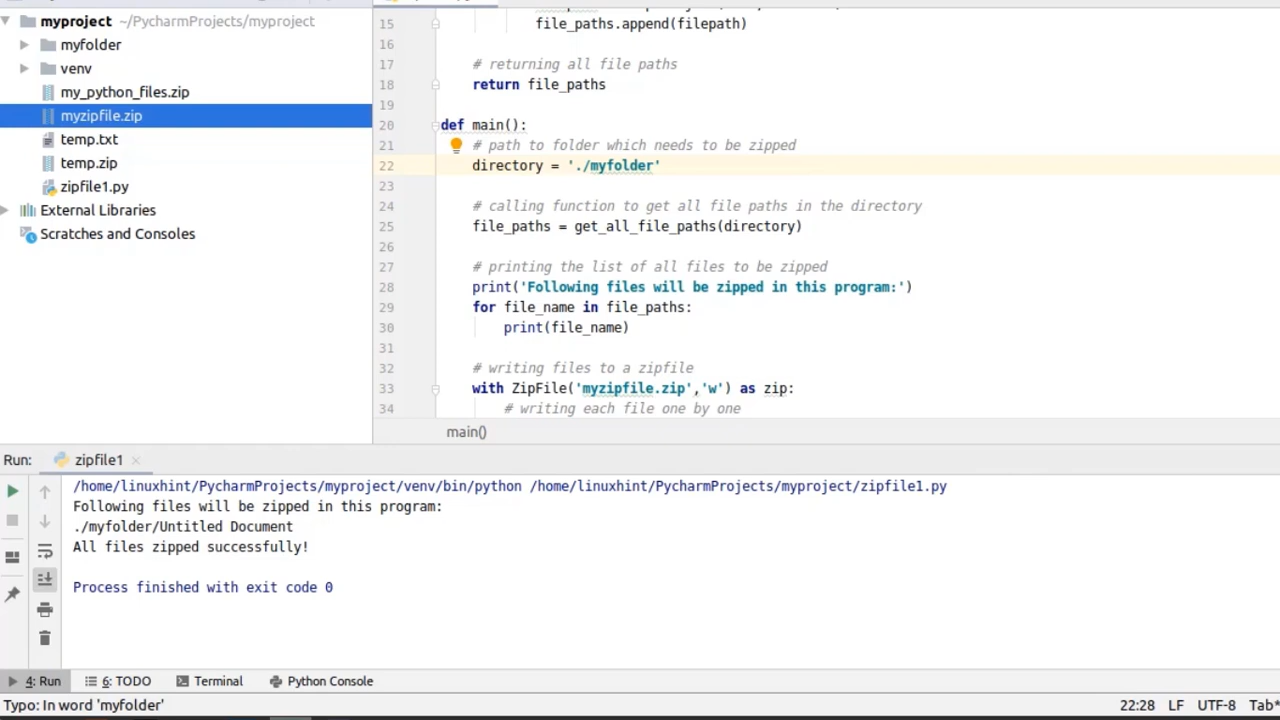 myproject ~/PycharmProjects/myproject
myfolder
venv
my_python_files.zip
myzipfile.zip
temp.txt
temp.zip
zipfile1.py
External Libraries
Scratches and Consoles
15 file_paths.append(filepath)
16
17 # returning all file paths
18 return file_paths
19
20 def main():
21 # path to folder which needs to be zipped
22 directory = './myfolder'
23
24 # calling function to get all file paths in the directory
25 file_paths = get_all_file_paths(directory)
26
27 # printing the list of all files to be zipped
28 print('Following files will be zipped in this program:')
29 for file_name in file_paths:
30 print(file_name)
31
32 # writing files to a zipfile
33 with ZipFile('myzipfile.zip','w') as zip:
34 # writing each file one by one
main()
Run: zipfile1
/home/linuxhint/PycharmProjects/myproject/venv/bin/python /home/linuxhint/PycharmProjects/myproject/zipfile1.py
Following files will be zipped in this program:
./myfolder/Untitled Document
All files zipped successfully!
Process finished with exit code 0
4: Run 6: TODO Terminal Python Console
Typo: In word 'myfolder' 22:28 LF UTF-8 Tab*